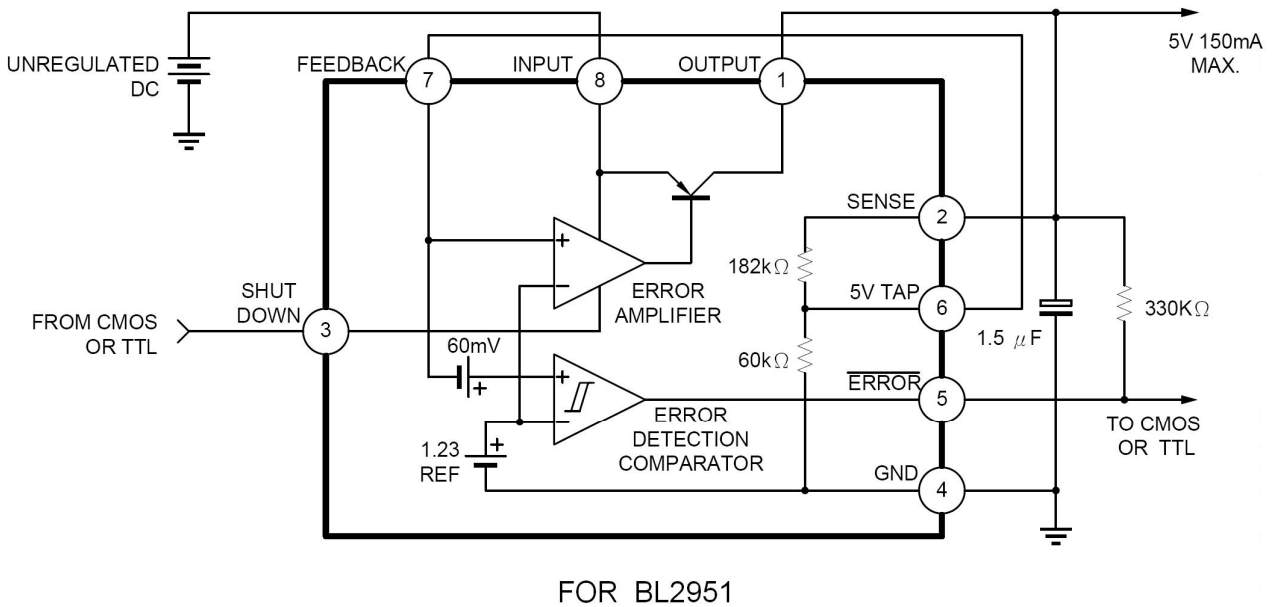 UNREGULATED
DC
FEEDBACK
7
INPUT
8
OUTPUT
1
5V 150mA
MAX.
SENSE
2
182kΩ
5V TAP
6
60kΩ
1.5 μF
330KΩ
+
−
ERROR
AMPLIFIER
SHUT
DOWN
3
FROM CMOS
OR TTL
60mV
+
+
−
ERROR
5
ERROR
DETECTION
COMPARATOR
TO CMOS
OR TTL
1.23
REF
+
GND
4
FOR BL2951